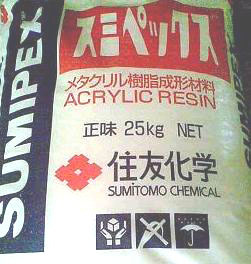 SUMIPEX
スミペックス
メタクリル樹脂成形材料
ACRYLIC RESIN
正味 25kg NET
住友化学
SUMITOMO CHEMICAL